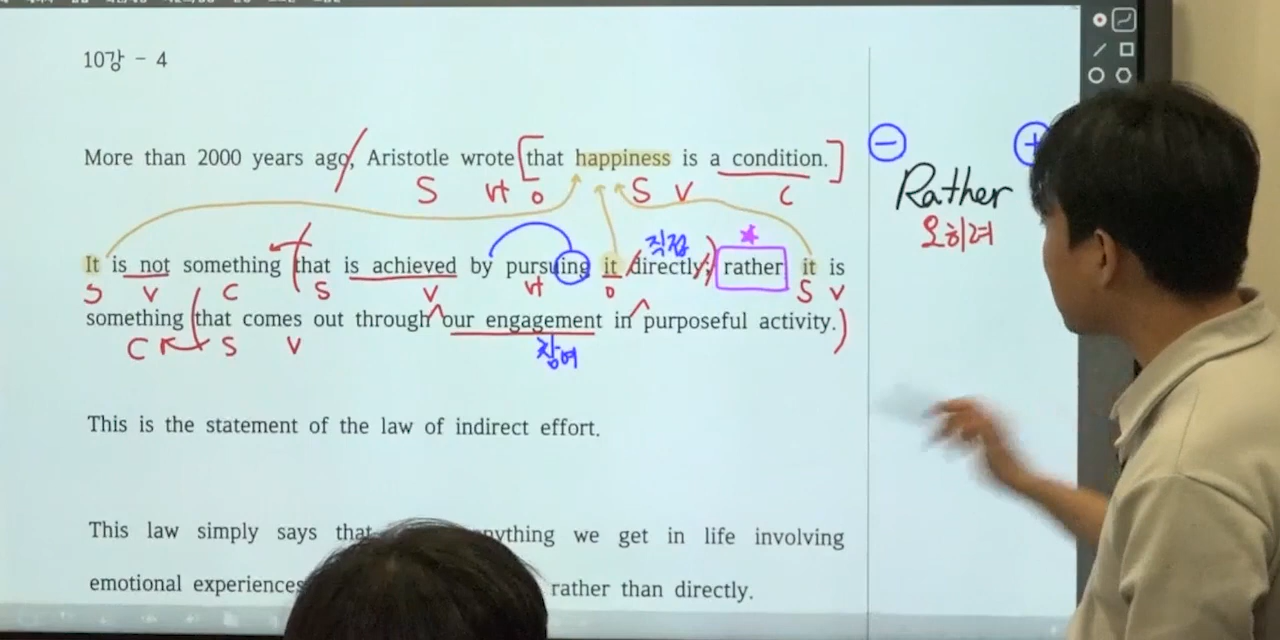 10강 - 4
More than 2000 years ago, Aristotle wrote that happiness is a condition.
S vt o S V C
⊖ ⊕
Rather
오히려
직접
It is not something that is achieved by pursuing it directly; rather it is
S V C S V vt o S V
something that comes out through our engagement in purposeful activity.
C S V 참여
This is the statement of the law of indirect effort.
This law simply says that anything we get in life involving
emotional experiences rather than directly.